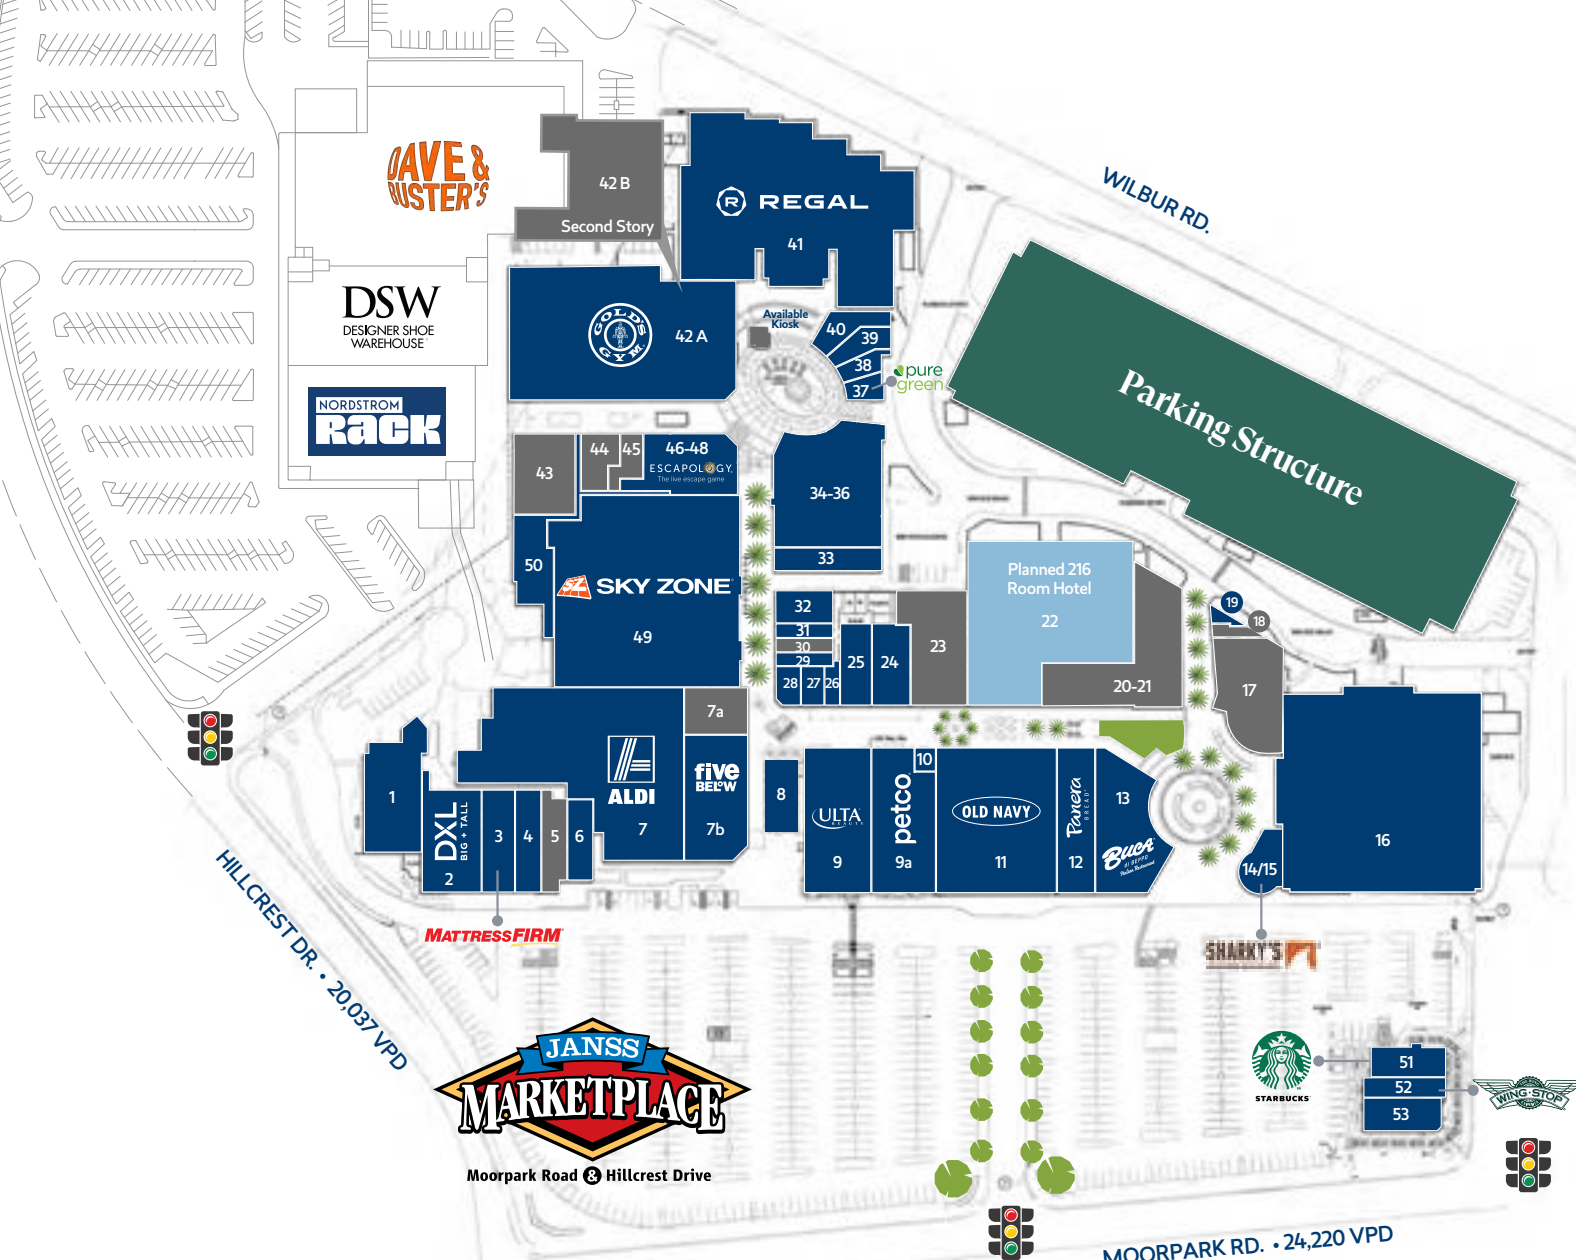 DAVE &
BUSTER'S
42 B
Second Story
R REGAL
41
WILBUR RD.
DSW
DESIGNER SHOE
WAREHOUSE
GOLD'S
GYM
42 A
Available
Kiosk
40
39
38
37
pure
green
Parking Structure
NORDSTROM
rack
43
44
45
46-48
ESCAPOLOGY
The live escape game
34-36
33
50
SZ SKY ZONE
49
Planned 216
Room Hotel
22
32
31
30
29
28
27
26
25
24
23
20-21
19
18
17
7a
1
DXL
BIG + TALL
2
3
4
5
6
ALDI
7
five
BELOW
7b
8
ULTA
BEAUTY
9
petco
9a
10
OLD NAVY
11
Panera
BREAD
12
13
BUCA
di BEPPO
Italian Restaurant
14/15
16
MATTRESSFIRM
SHARKY'S
HILLCREST DR. • 20,037 VPD
JANSS
MARKETPLACE
Moorpark Road & Hillcrest Drive
STARBUCKS
51
52
53
WING·STOP
MOORPARK RD. • 24,220 VPD